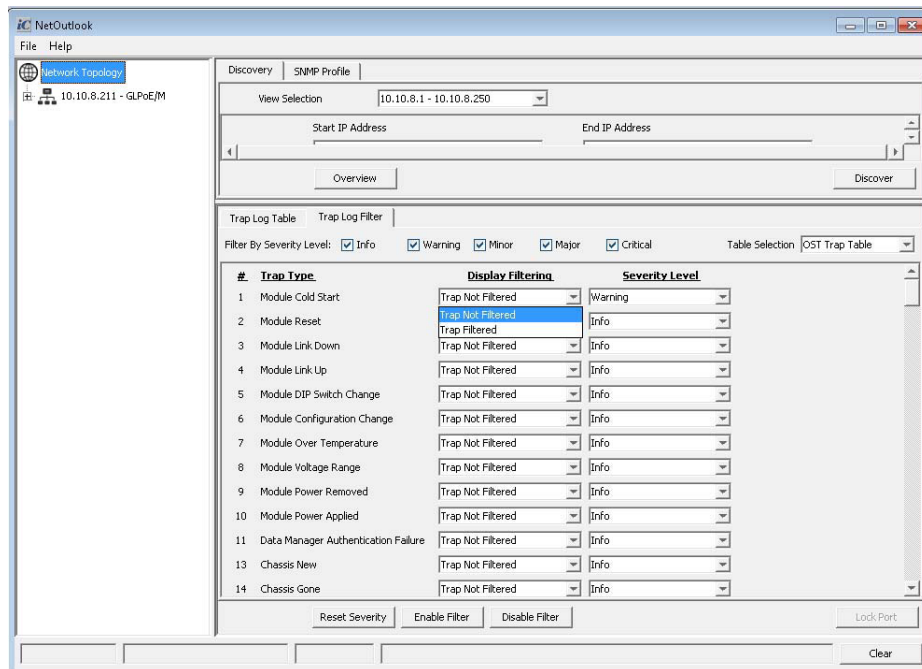 iC NetOutlook
File Help
Network Topology
10.10.8.211 - GLPoE/M
Discovery SNMP Profile
View Selection 10.10.8.1 - 10.10.8.250
Start IP Address End IP Address
Overview Discover
Trap Log Table Trap Log Filter
Filter By Severity Level: Info Warning Minor Major Critical Table Selection OST Trap Table
# Trap Type Display Filtering Severity Level
1 Module Cold Start Trap Not Filtered Warning
Trap Not Filtered
2 Module Reset Info
Trap Filtered
3 Module Link Down Trap Not Filtered Info
4 Module Link Up Trap Not Filtered Info
5 Module DIP Switch Change Trap Not Filtered Info
6 Module Configuration Change Trap Not Filtered Info
7 Module Over Temperature Trap Not Filtered Info
8 Module Voltage Range Trap Not Filtered Info
9 Module Power Removed Trap Not Filtered Info
10 Module Power Applied Trap Not Filtered Info
11 Data Manager Authentication Failure Trap Not Filtered Info
13 Chassis New Trap Not Filtered Info
14 Chassis Gone Trap Not Filtered Info
Reset Severity Enable Filter Disable Filter Lock Port
Clear